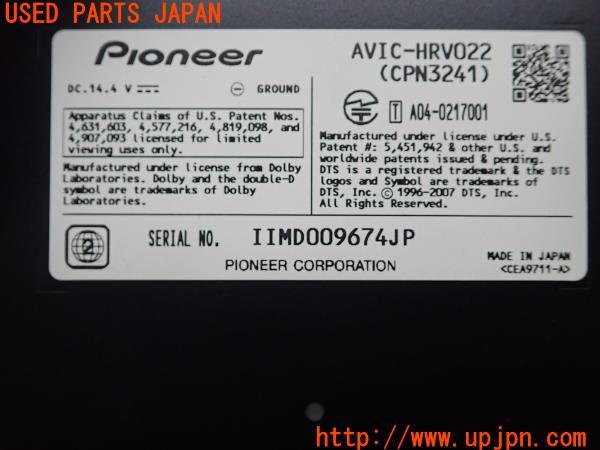 USED PARTS JAPAN
Pioneer
AVIC-HRV022
(CPN3241)
DC.14.4 V
GROUND
T A04-0217001
Apparatus Claims of U.S. Patent Nos.
4,631,603, 4,577,216, 4,819,098, and
4,907,093 licensed for limited
viewing uses only.
Manufactured under license from Dolby
Laboratories. Dolby and the double-D
symbol are trademarks of Dolby
Laboratories.
Manufactured under license under U.S.
Patent #: 5,451,942 & other U.S. and
worldwide patents issued & pending.
DTS is a registered trademark & the DTS
logos and Symbol are trademarks of
DTS, Inc. © 1996-2007 DTS, Inc.
All Rights Reserved.
2
SERIAL NO. IIMD009674JP
PIONEER CORPORATION
MADE IN JAPAN
<CEA9711-A>
Nobuhiro.inc
http://www.upjpn.com/